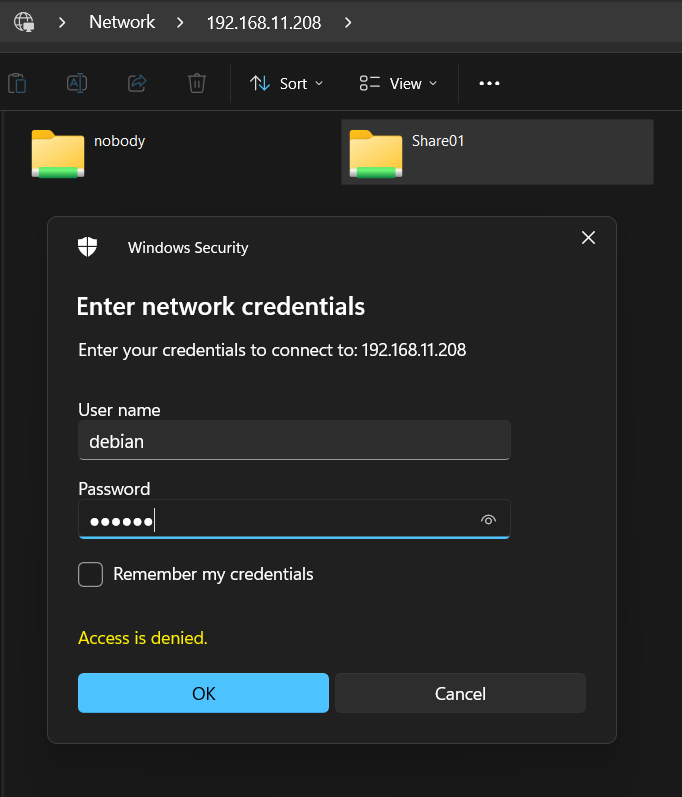 Network 192.168.11.208
Sort View
nobody Share01
Windows Security
Enter network credentials
Enter your credentials to connect to: 192.168.11.208
User name
debian
Password
●●●●●●
Remember my credentials
Access is denied.
OK Cancel